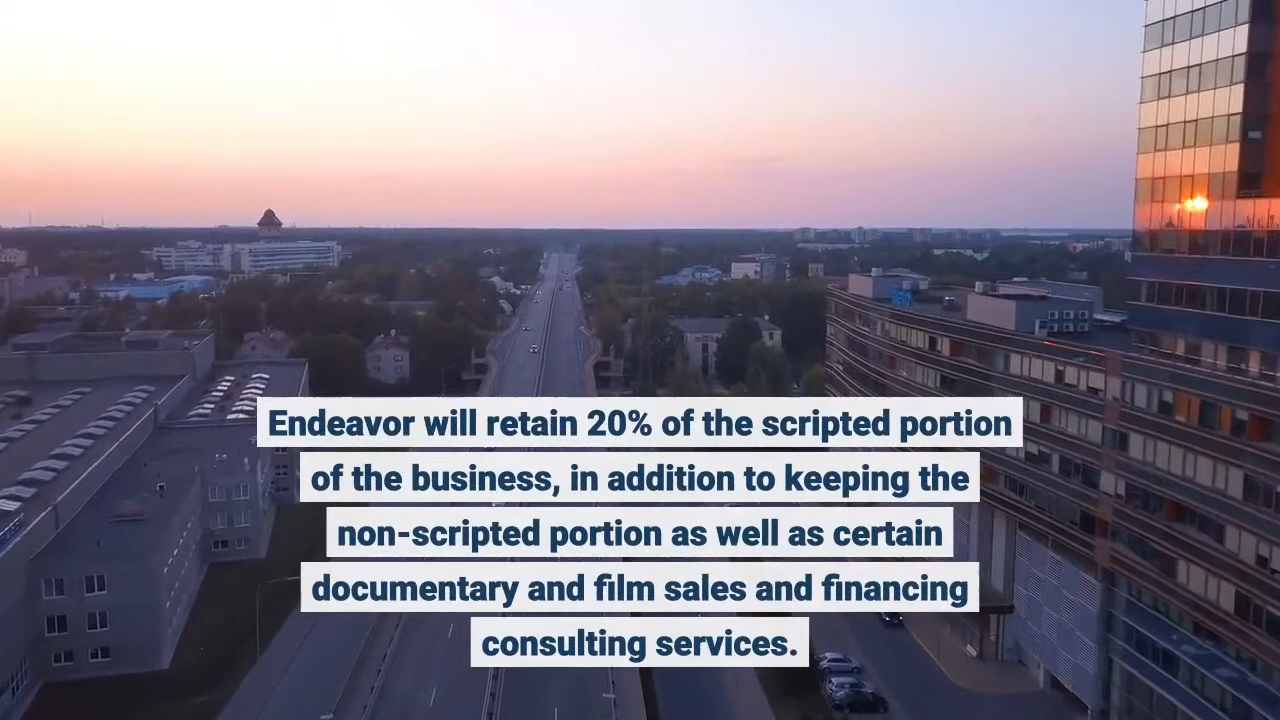 Endeavor will retain 20% of the scripted portion
of the business, in addition to keeping the
non-scripted portion as well as certain
documentary and film sales and financing
consulting services.